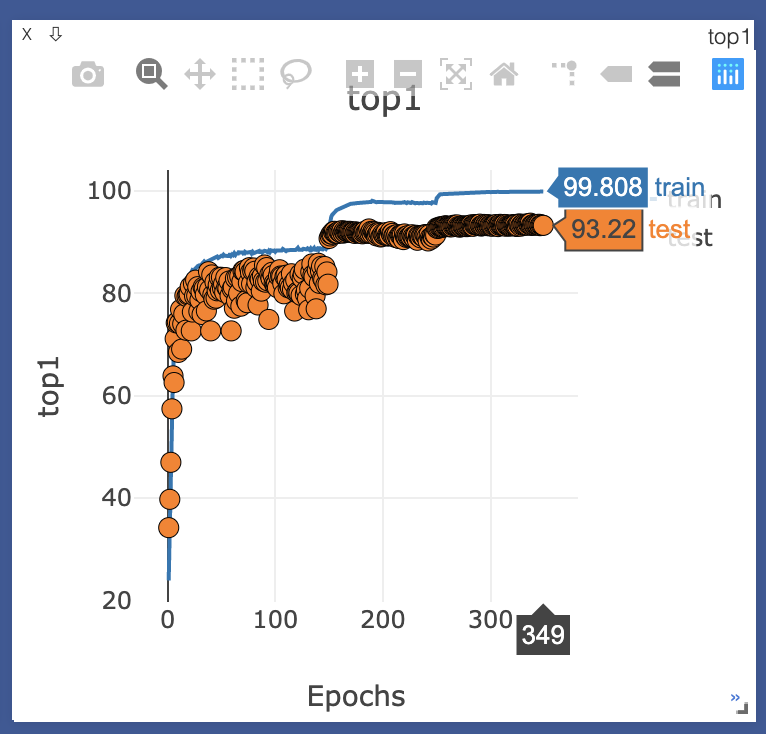 X ⇩ top1
top1
100
80
60
40
20
top1
99.808 train
train
93.22 test
test
0 100 200 300
349
Epochs
»